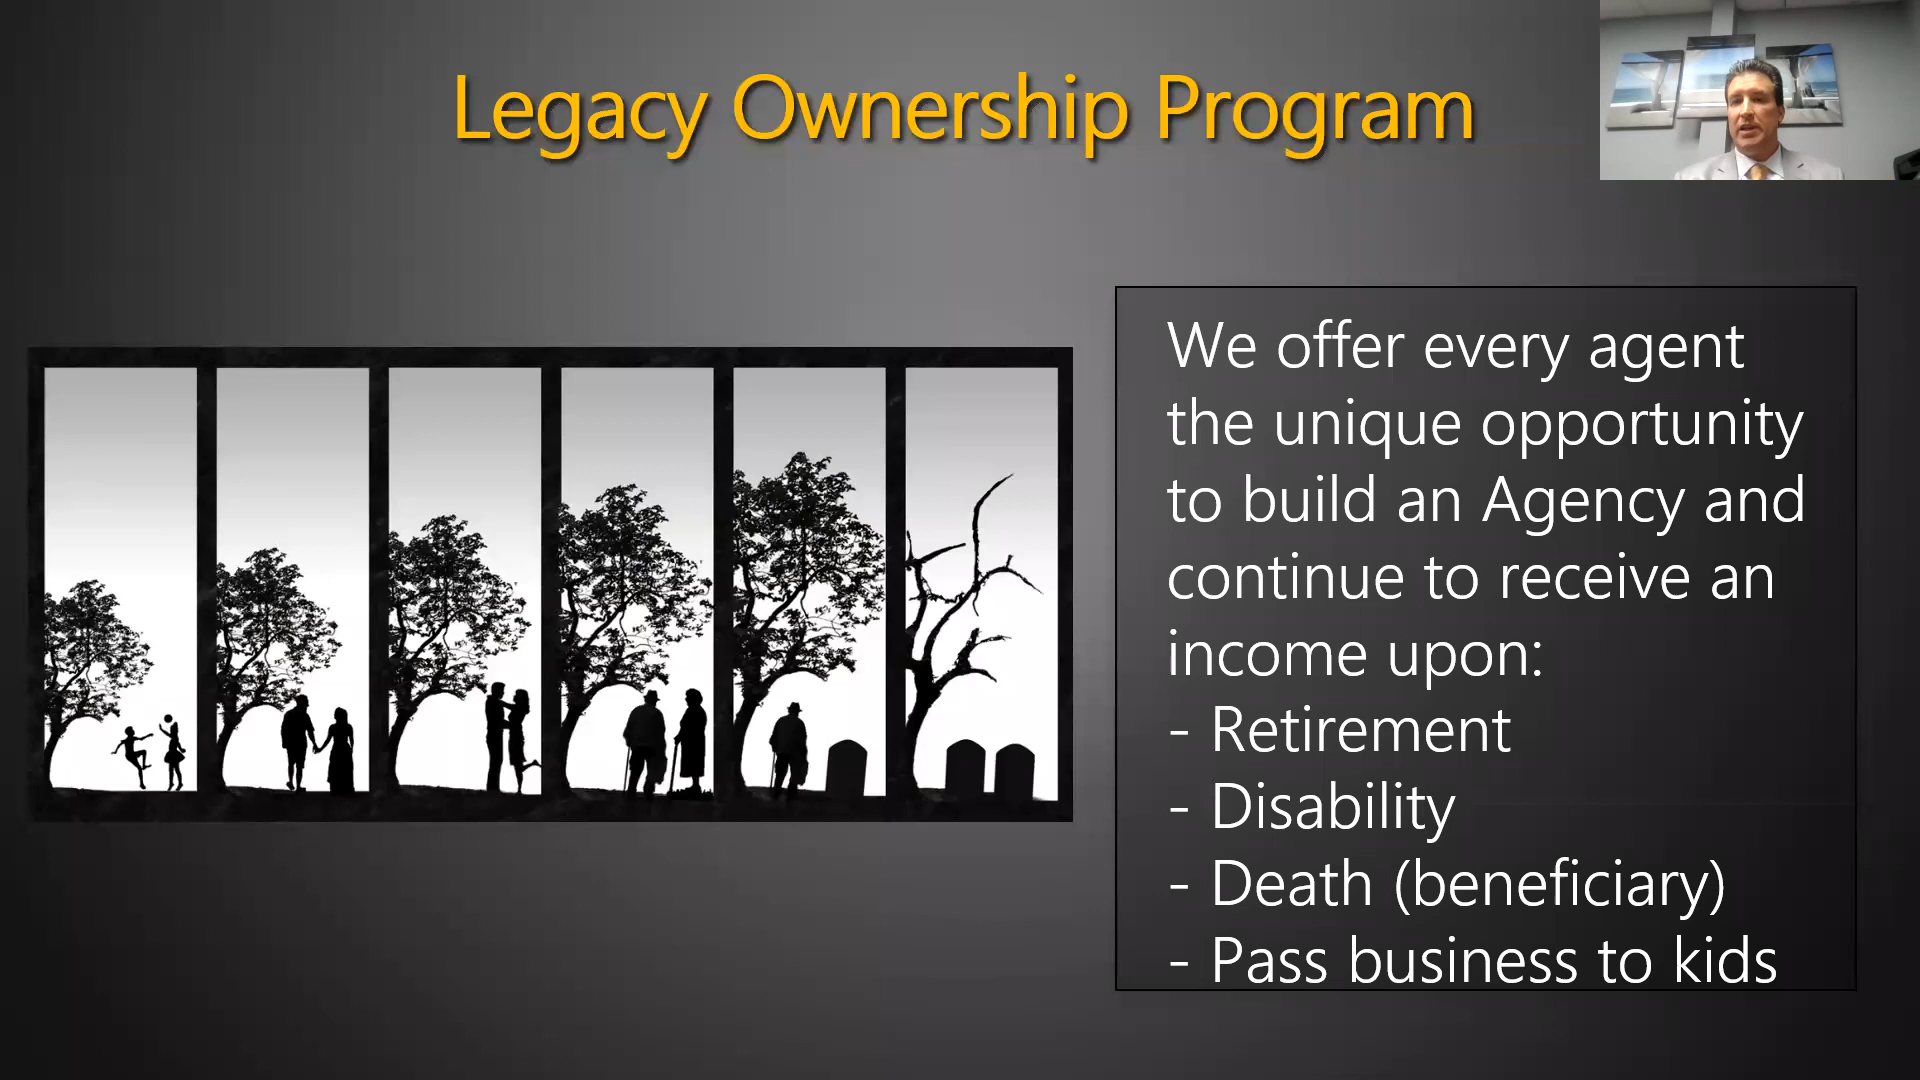 Legacy Ownership Program
We offer every agent
the unique opportunity
to build an Agency and
continue to receive an
income upon:
- Retirement
- Disability
- Death (beneficiary)
- Pass business to kids